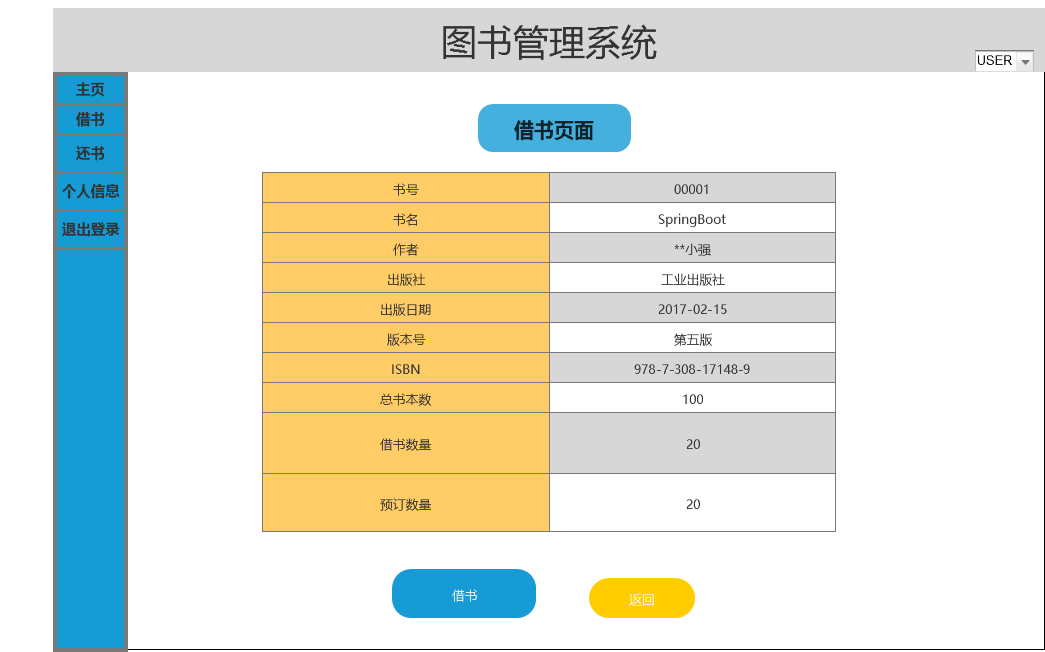 图书管理系统
USER
主页
借书
还书
个人信息
退出登录
借书页面
书号 00001
书名 SpringBoot
作者 **小强
出版社 工业出版社
出版日期 2017-02-15
版本号 第五版
ISBN 978-7-308-17148-9
总书本数 100
借书数量 20
预订数量 20
借书 返回